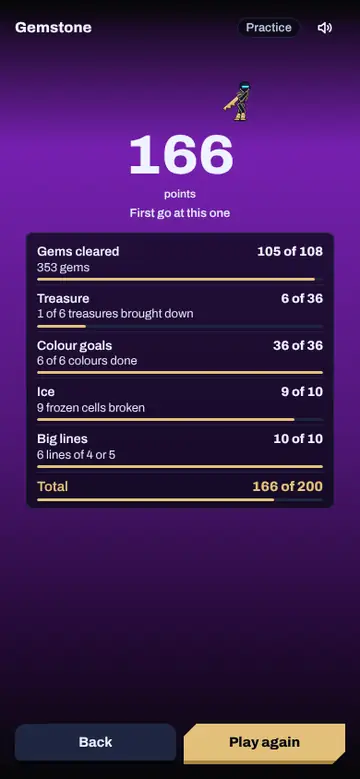 Gemstone
Practice
166
points
First go at this one
Gems cleared 105 of 108
353 gems
Treasure 6 of 36
1 of 6 treasures brought down
Colour goals 36 of 36
6 of 6 colours done
Ice 9 of 10
9 frozen cells broken
Big lines 10 of 10
6 lines of 4 or 5
Total 166 of 200
Back
Play again